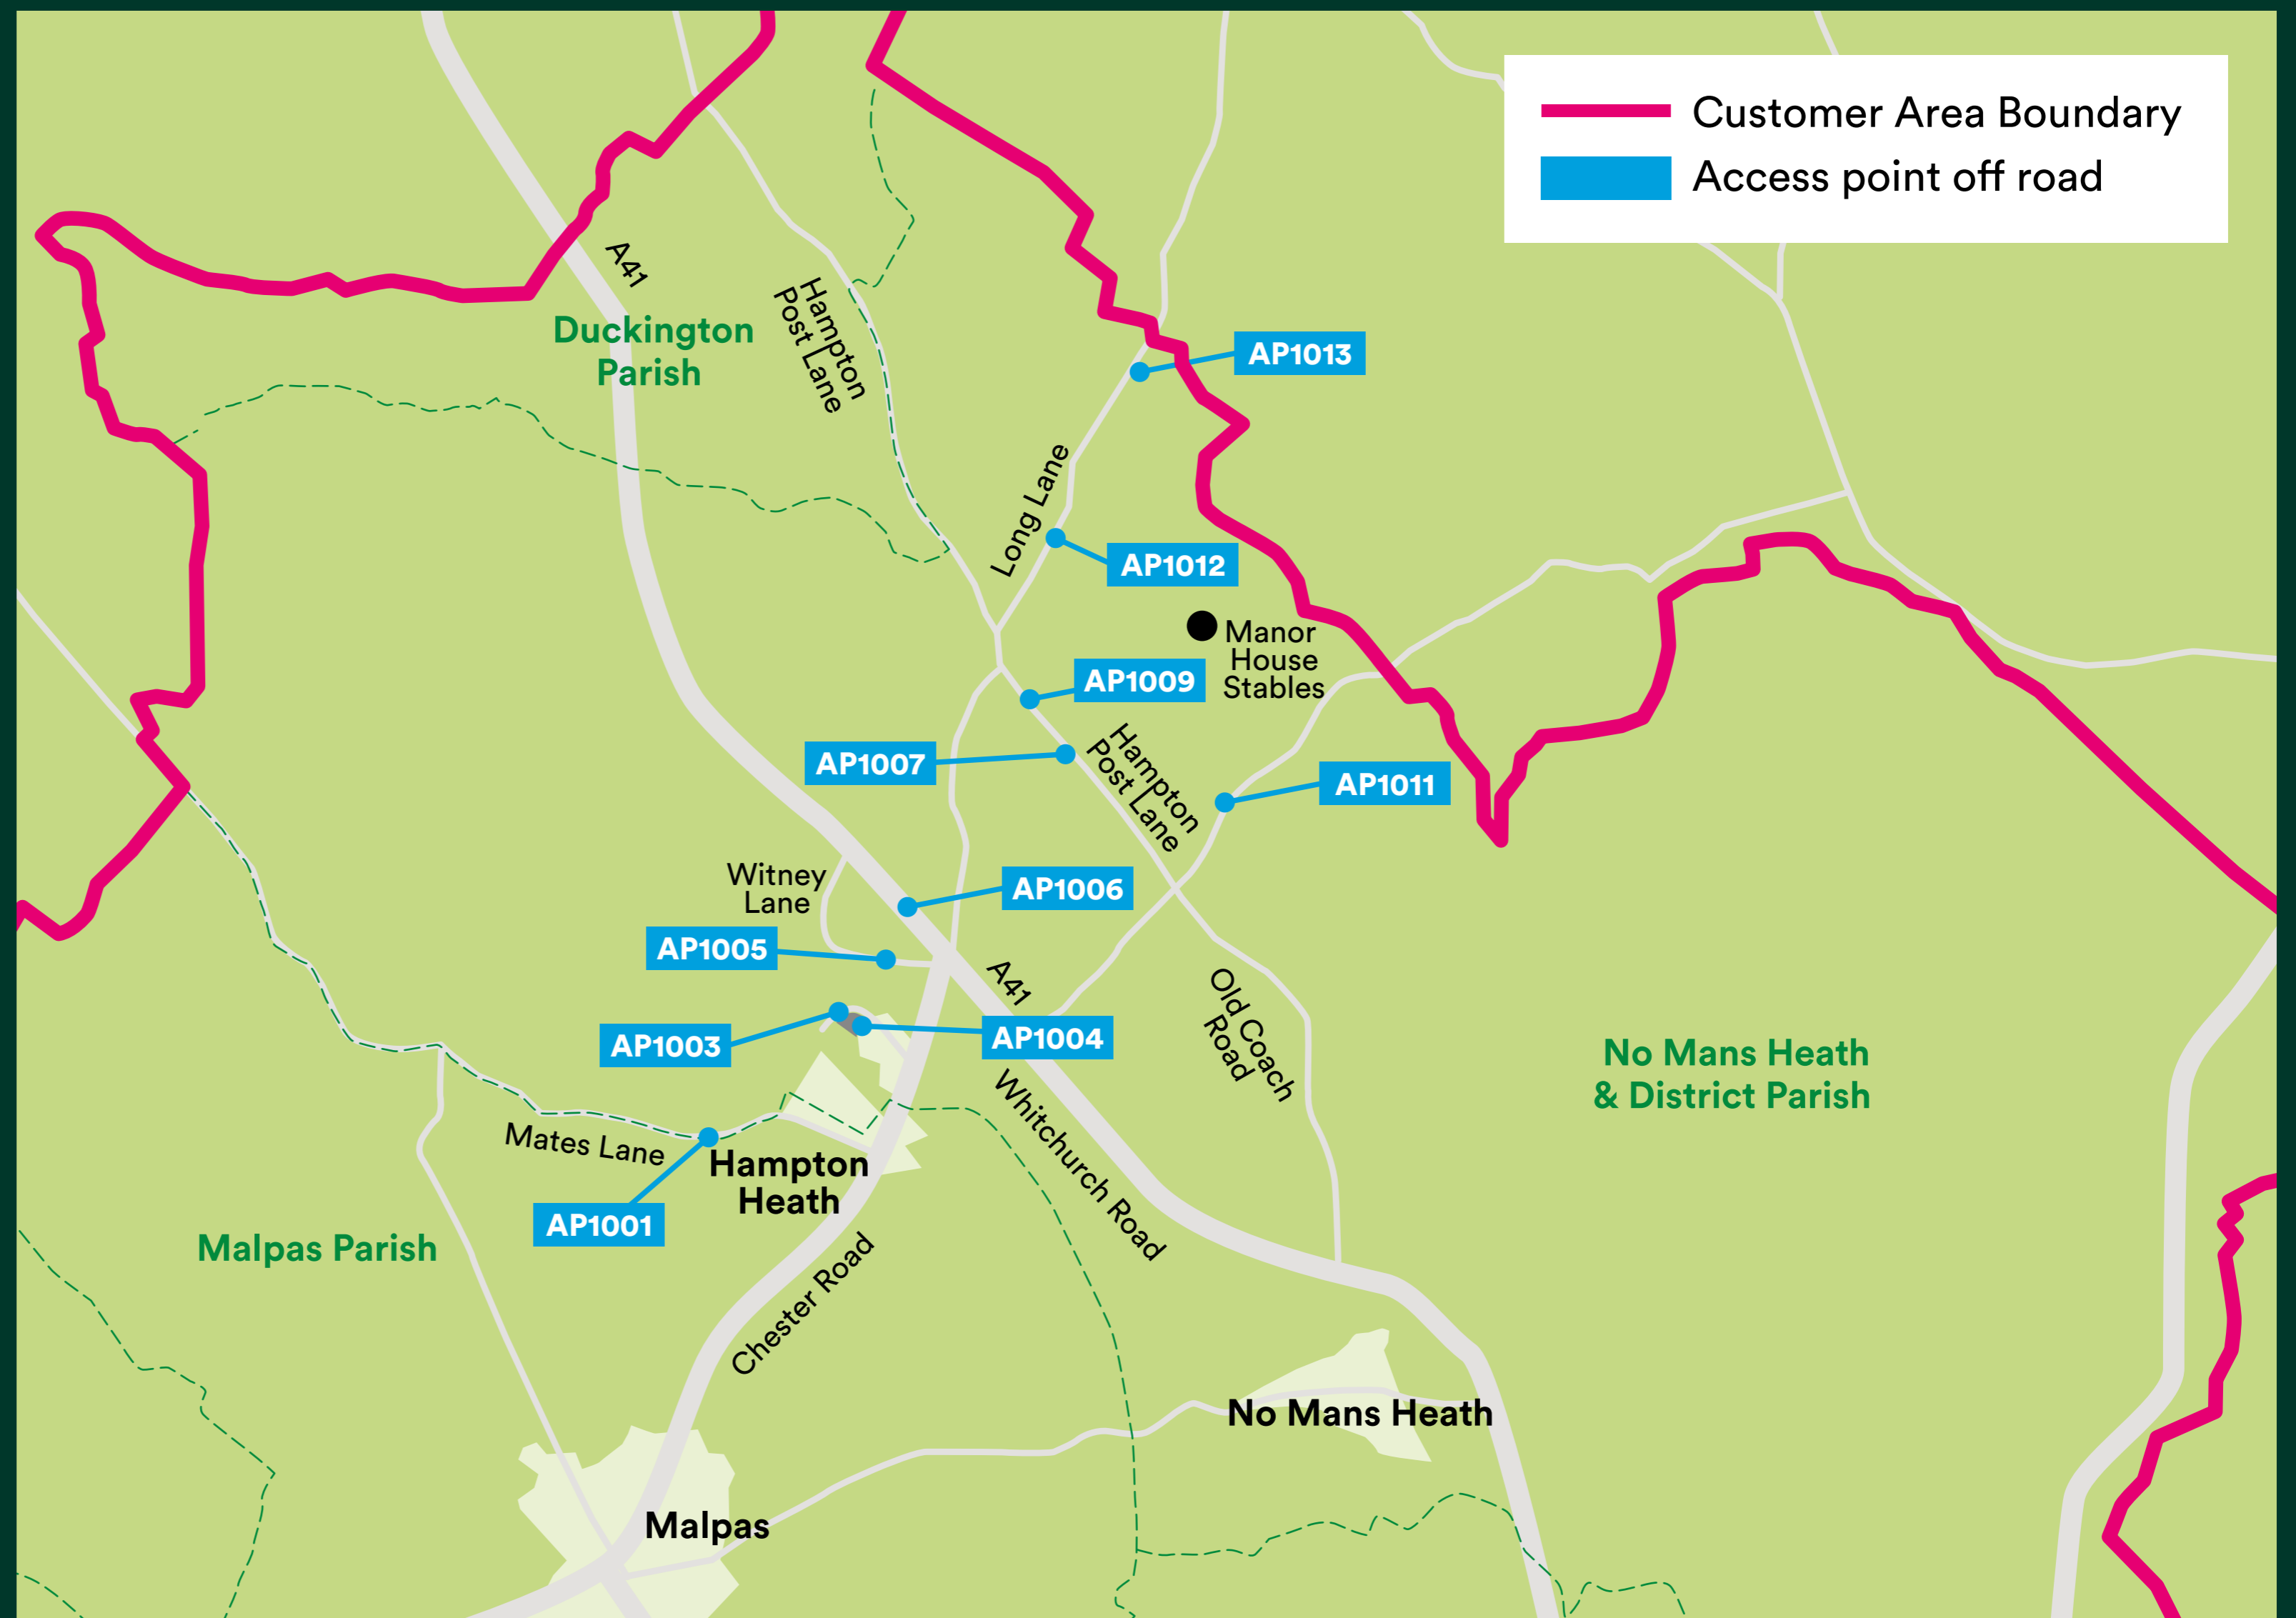 Customer Area Boundary
Access point off road
A41
Duckington
Parish
Hampton
Post Lane
AP1013
Long Lane
AP1012
Manor
House
Stables
AP1009
Hampton
Post Lane
AP1007
AP1011
Witney
Lane
AP1006
AP1005
A41
Old Coach
Road
AP1003
AP1004
No Mans Heath
& District Parish
Whitchurch Road
Mates Lane
Hampton
Heath
AP1001
Malpas Parish
Chester Road
No Mans Heath
Malpas